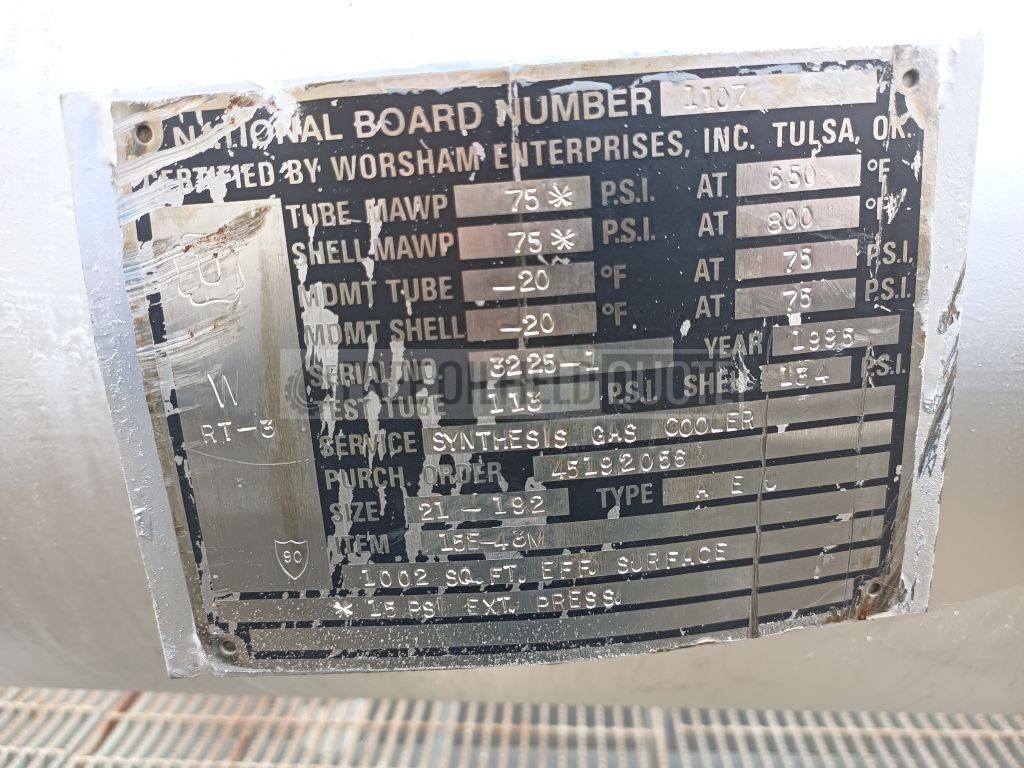 NATIONAL BOARD NUMBER 1107
CERTIFIED BY WORSHAM ENTERPRISES, INC. TULSA, OK.
TUBE MAWP 75* P.S.I. AT 650 °F
SHELL MAWP 75* P.S.I. AT 800 °F
MDMT TUBE -20 °F AT 75 P.S.I.
MDMT SHELL -20 °F AT 75 P.S.I.
SERIAL NO 3225-1 YEAR 1995
TEST TUBE 113 P.S.I. SHELL 134 P.S.I
SERVICE SYNTHESIS GAS COOLER
PURCH. ORDER 45192056
SIZE 21-192 TYPE A E U
ITEM
1002 SQ. FT. EFF. SURFACE
* 15 PSI EXT. PRESS.
U
W
RT-3
90